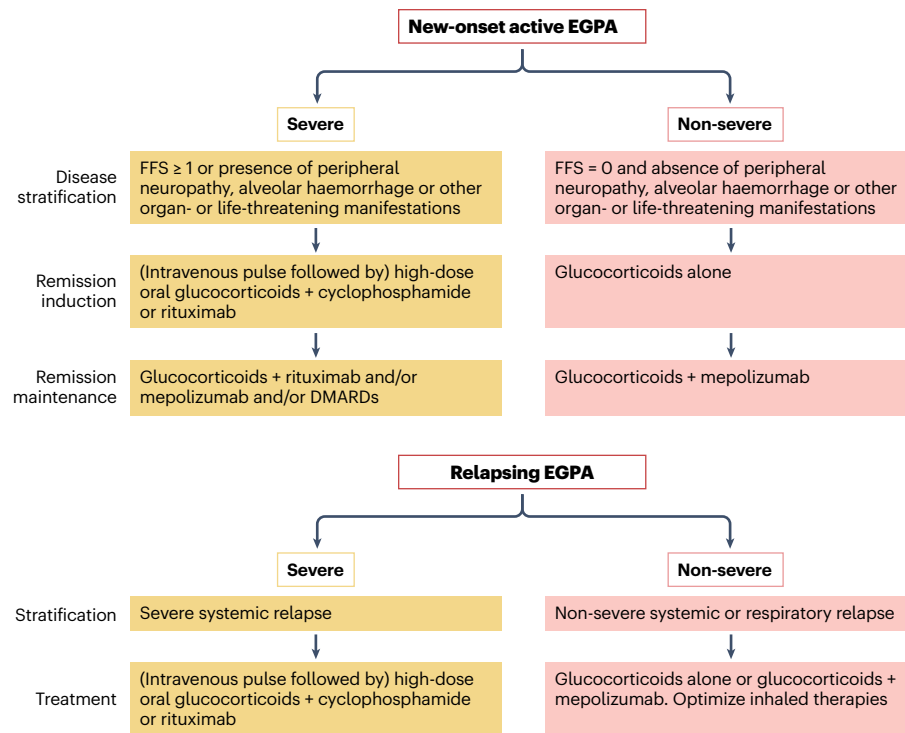 New-onset active EGPA
Severe
Non-severe
Disease
stratification
FFS ≥ 1 or presence of peripheral
neuropathy, alveolar haemorrhage or other
organ- or life-threatening manifestations
FFS = 0 and absence of peripheral
neuropathy, alveolar haemorrhage or other
organ- or life-threatening manifestations
Remission
induction
(Intravenous pulse followed by) high-dose
oral glucocorticoids + cyclophosphamide
or rituximab
Glucocorticoids alone
Remission
maintenance
Glucocorticoids + rituximab and/or
mepolizumab and/or DMARDs
Glucocorticoids + mepolizumab
Relapsing EGPA
Severe
Non-severe
Stratification
Severe systemic relapse
Non-severe systemic or respiratory relapse
Treatment
(Intravenous pulse followed by) high-dose
oral glucocorticoids + cyclophosphamide
or rituximab
Glucocorticoids alone or glucocorticoids +
mepolizumab. Optimize inhaled therapies